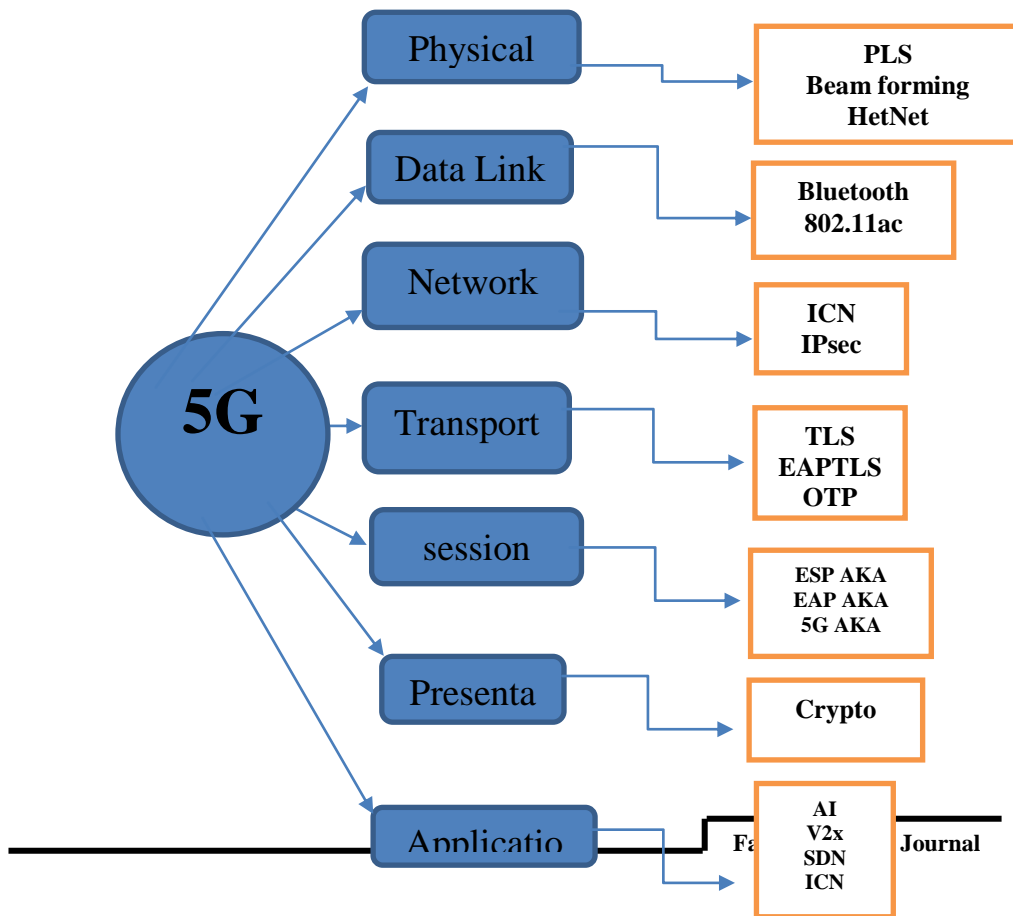 Physical
PLS
Beam forming
HetNet
Data Link
Bluetooth
802.11ac
Network
ICN
IPsec
5G
Transport
TLS
EAPTLS
OTP
session
ESP AKA
EAP AKA
5G AKA
Presenta
Crypto
Applicatio
AI
V2x
SDN
ICN
Journal